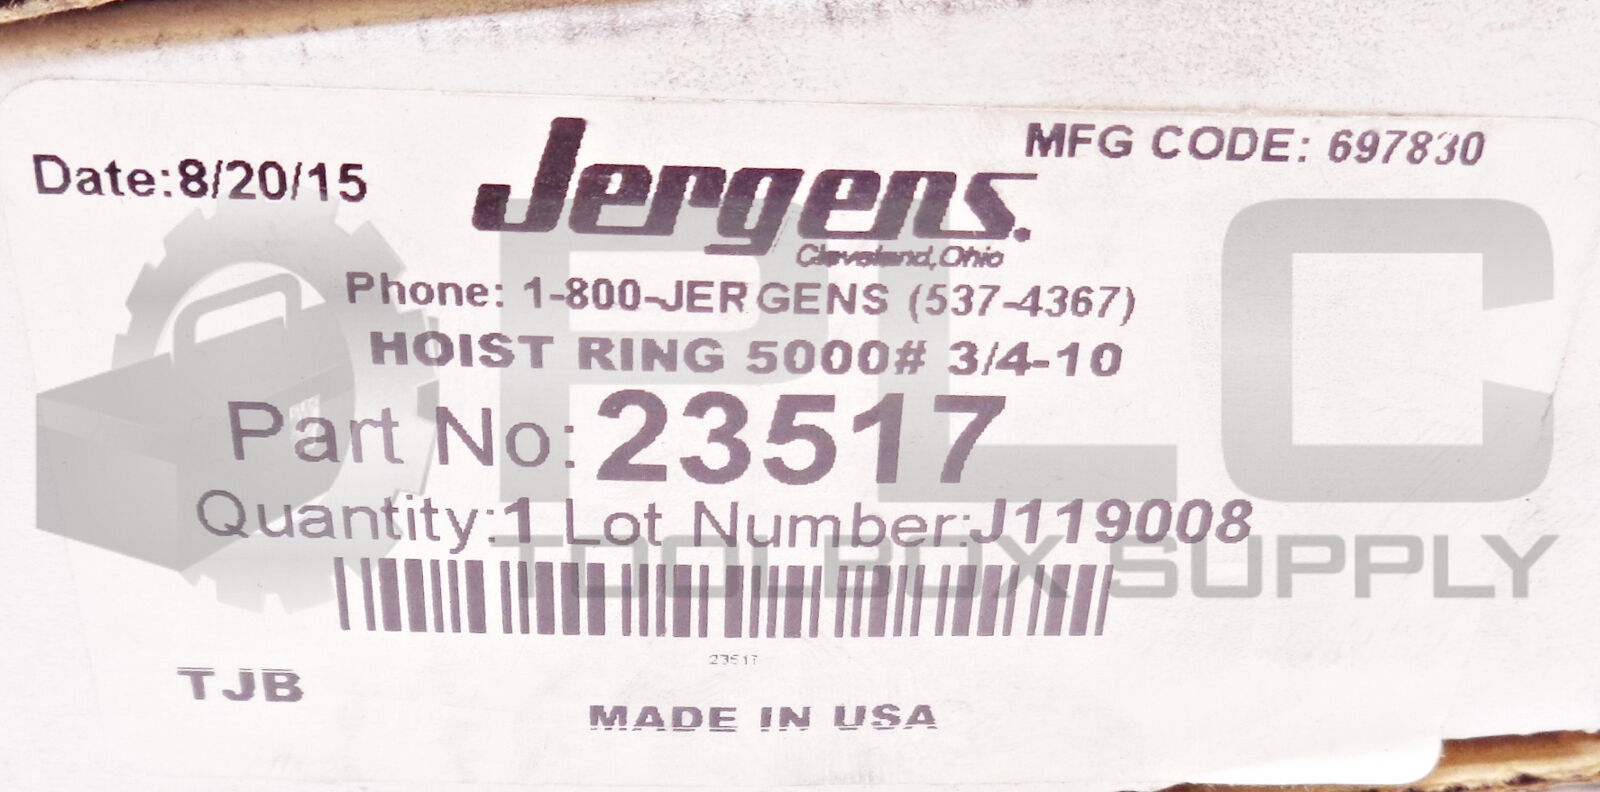 Date:8/20/15
Jergens.
MFG CODE: 697830
Cleveland, Ohio
Phone: 1-800-JERGENS (537-4367)
HOIST RING 5000# 3/4-10
Part No: 23517
Quantity:1 Lot Number:J119008
23517
TJB
MADE IN USA
PLC
TOOLBOX SUPPLY